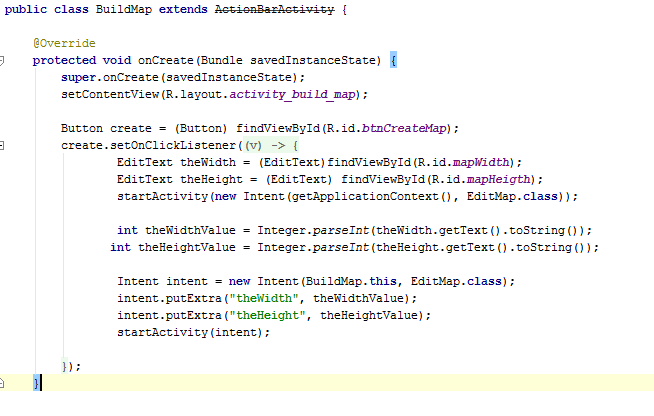 public class BuildMap extends ActionBarActivity {
@Override
protected void onCreate(Bundle savedInstanceState) {
super.onCreate(savedInstanceState);
setContentView(R.layout.activity_build_map);
Button create = (Button) findViewById(R.id.btnCreateMap);
create.setOnClickListener((v) -> {
EditText theWidth = (EditText)findViewById(R.id.mapWidth);
EditText theHeight = (EditText) findViewById(R.id.mapHeigth);
startActivity(new Intent(getApplicationContext(), EditMap.class));
int theWidthValue = Integer.parseInt(theWidth.getText().toString());
int theHeightValue = Integer.parseInt(theHeight.getText().toString());
Intent intent = new Intent(BuildMap.this, EditMap.class);
intent.putExtra("theWidth", theWidthValue);
intent.putExtra("theHeight", theHeightValue);
startActivity(intent);
});
}